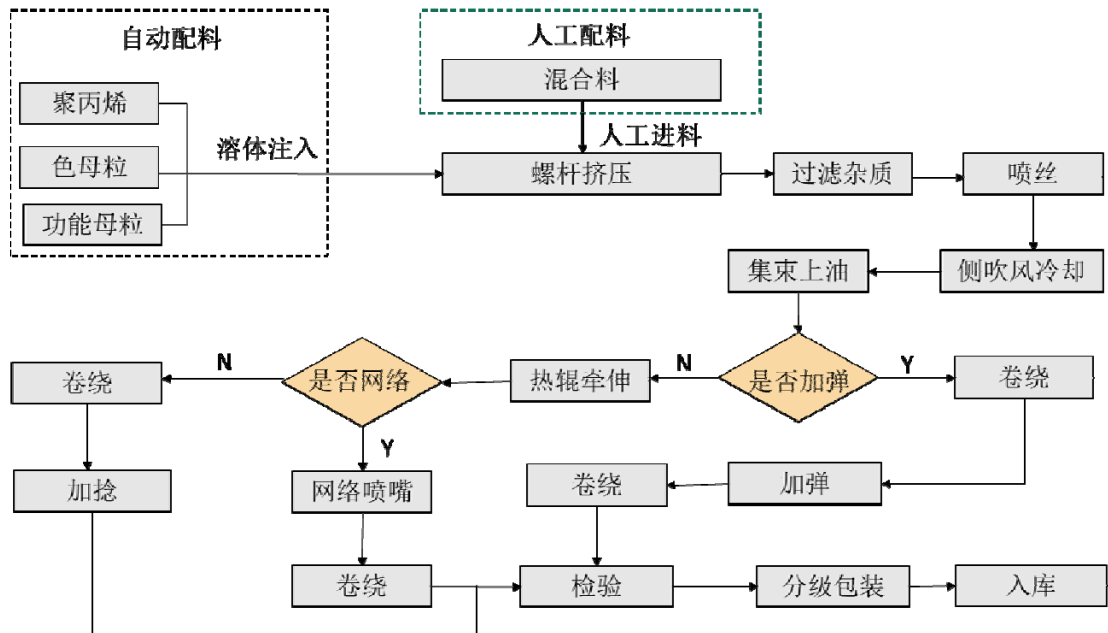 自动配料
聚丙烯
色母粒
功能母粒
溶体注入
人工配料
混合料
人工进料
螺杆挤压
过滤杂质
喷丝
侧吹风冷却
集束上油
是否加弹
Y
卷绕
加弹
卷绕
N
热辊牵伸
是否网络
N
卷绕
加捻
Y
网络喷嘴
卷绕
检验
分级包装
入库